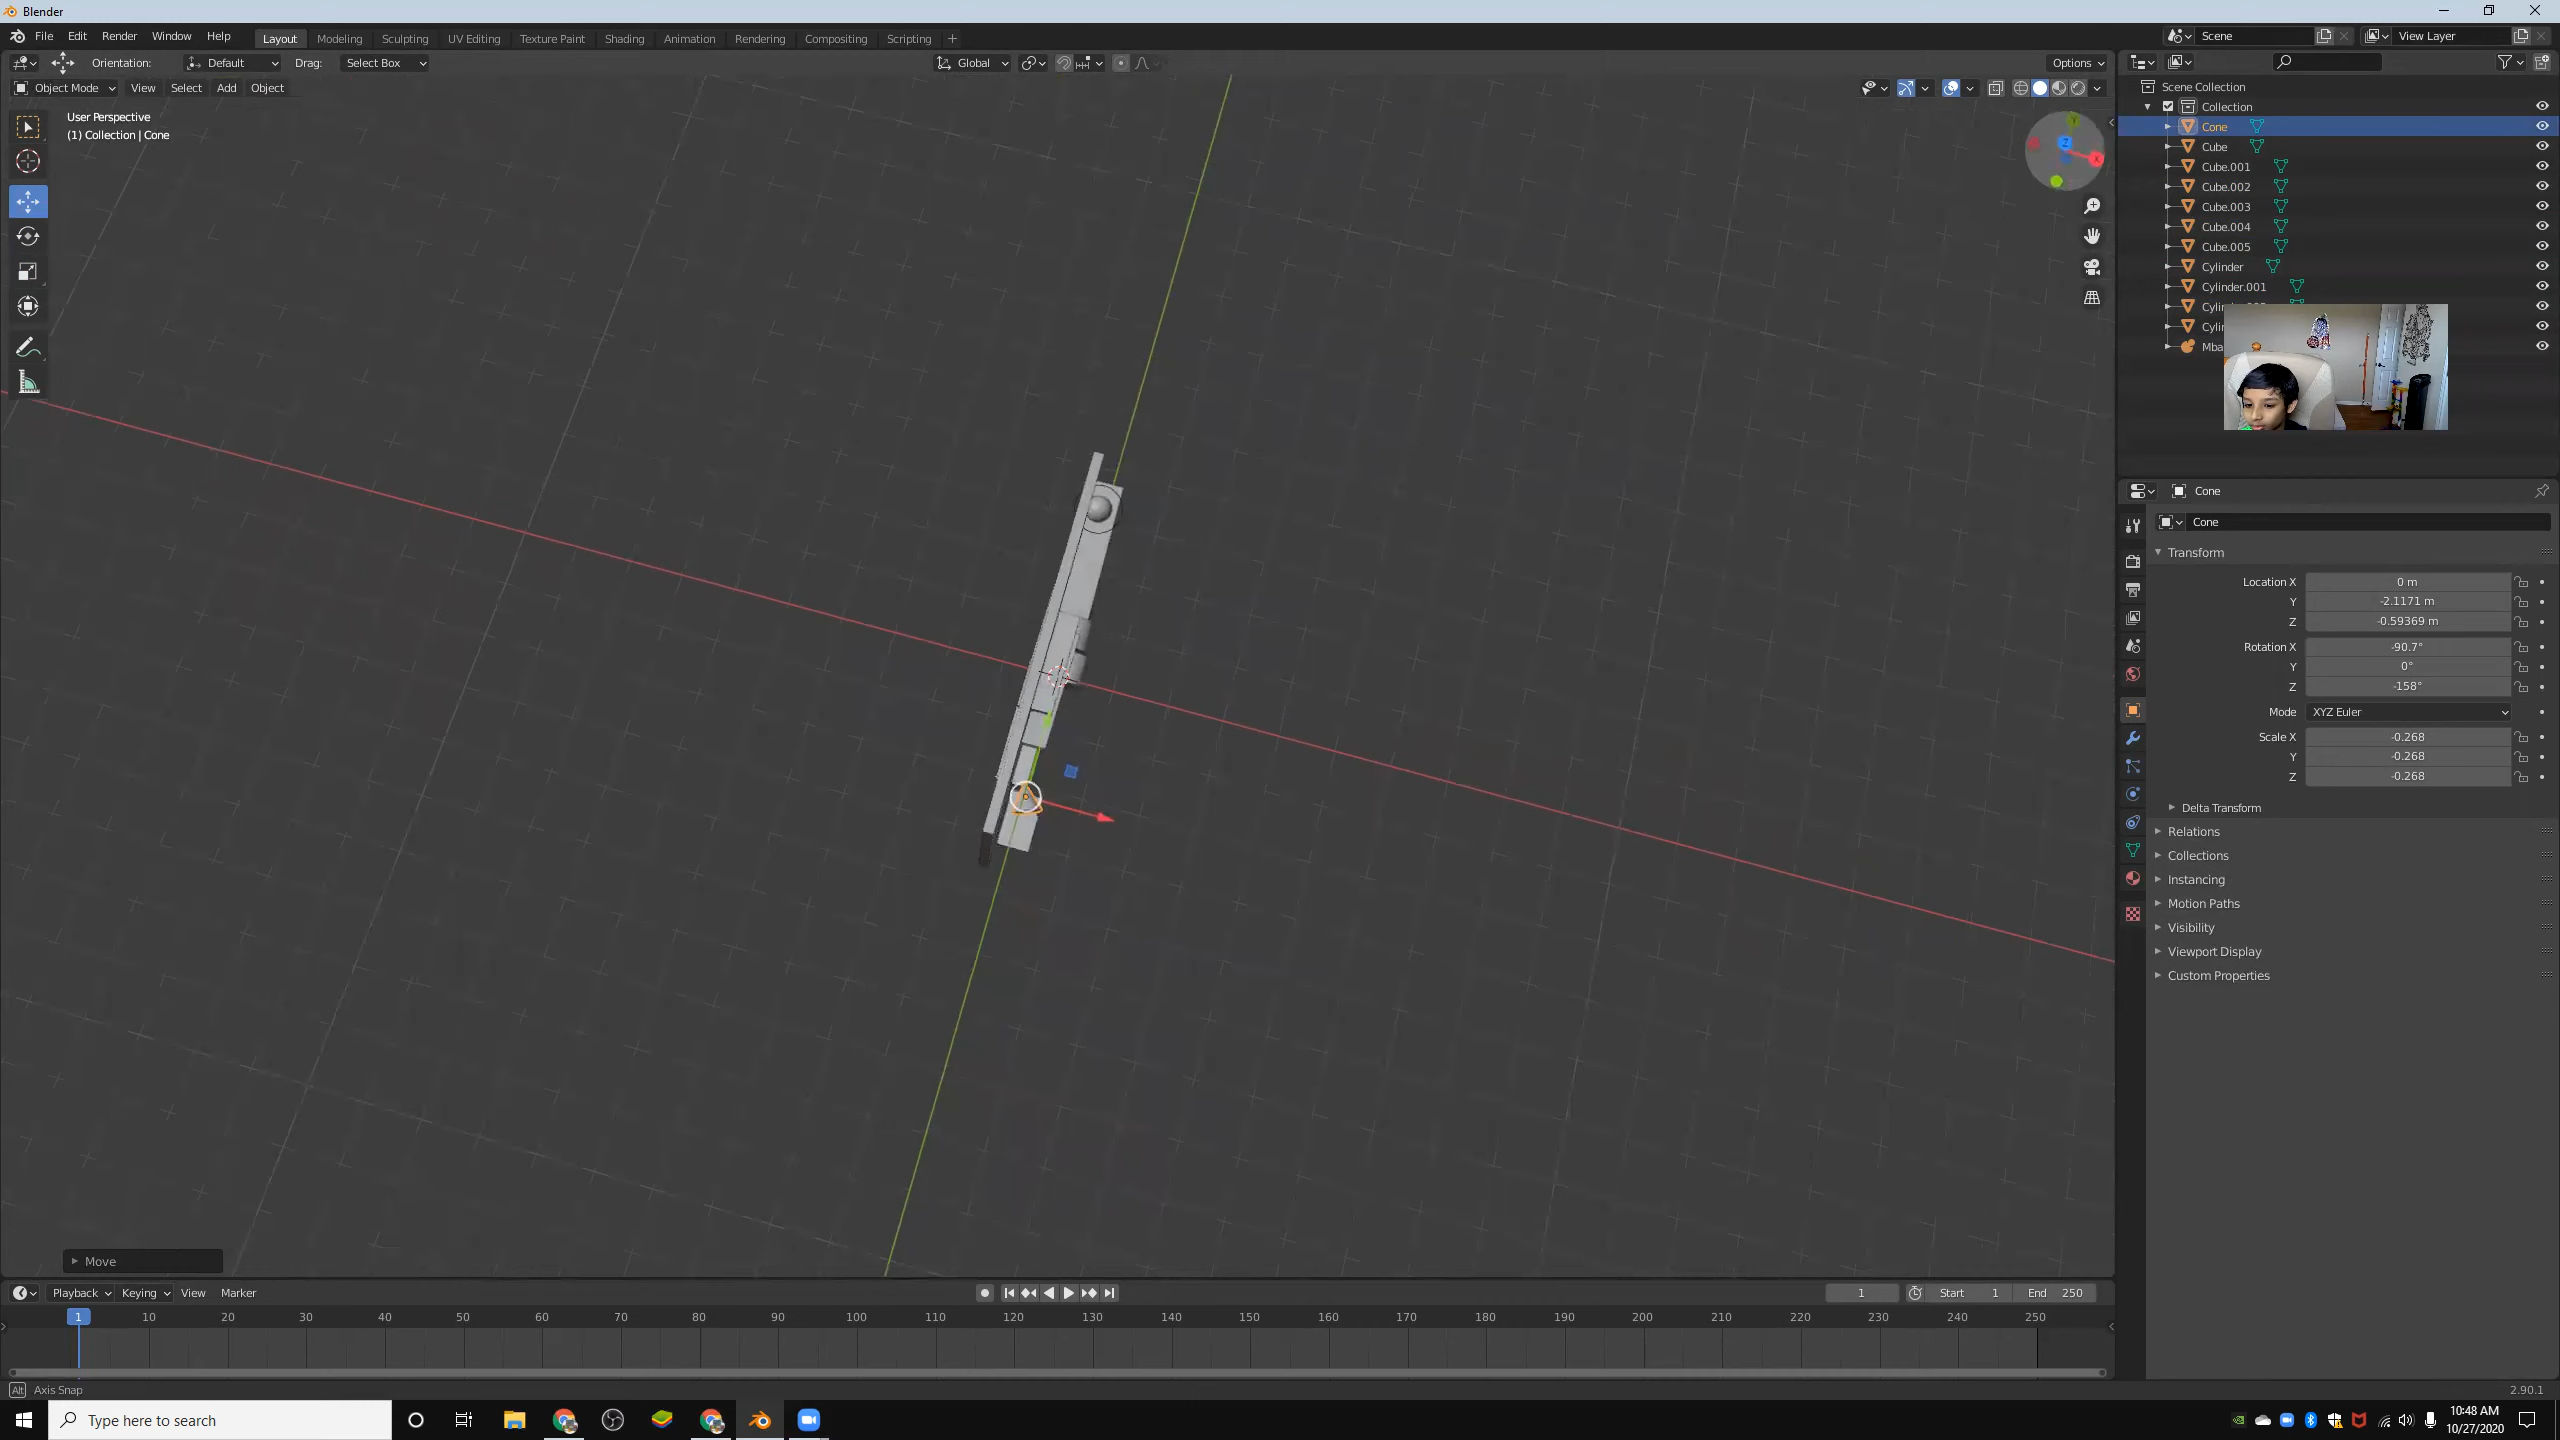 Blender
File Edit Render Window Help Layout Modeling Sculpting UV Editing Texture Paint Shading Animation Rendering Compositing Scripting + Scene View Layer
Orientation: Default Drag: Select Box Global Options
Object Mode View Select Add Object
User Perspective
(1) Collection | Cone
Y
Z
X
Scene Collection
Collection
Cone
Cube
Cube.001
Cube.002
Cube.003
Cube.004
Cube.005
Cylinder
Cylinder.001
Cone
Cone
Transform
Location X 0 m
Y -2.1171 m
Z -0.59369 m
Rotation X -90.7°
Y 0°
Z -158°
Mode XYZ Euler
Scale X -0.268
Y -0.268
Z -0.268
Delta Transform
Relations
Collections
Instancing
Motion Paths
Visibility
Viewport Display
Custom Properties
Move
Playback Keying View Marker 1 Start 1 End 250
1 10 20 30 40 50 60 70 80 90 100 110 120 130 140 150 160 170 180 190 200 210 220 230 240 250
Alt Axis Snap 2.90.1
Type here to search
10:48 AM
10/27/2020